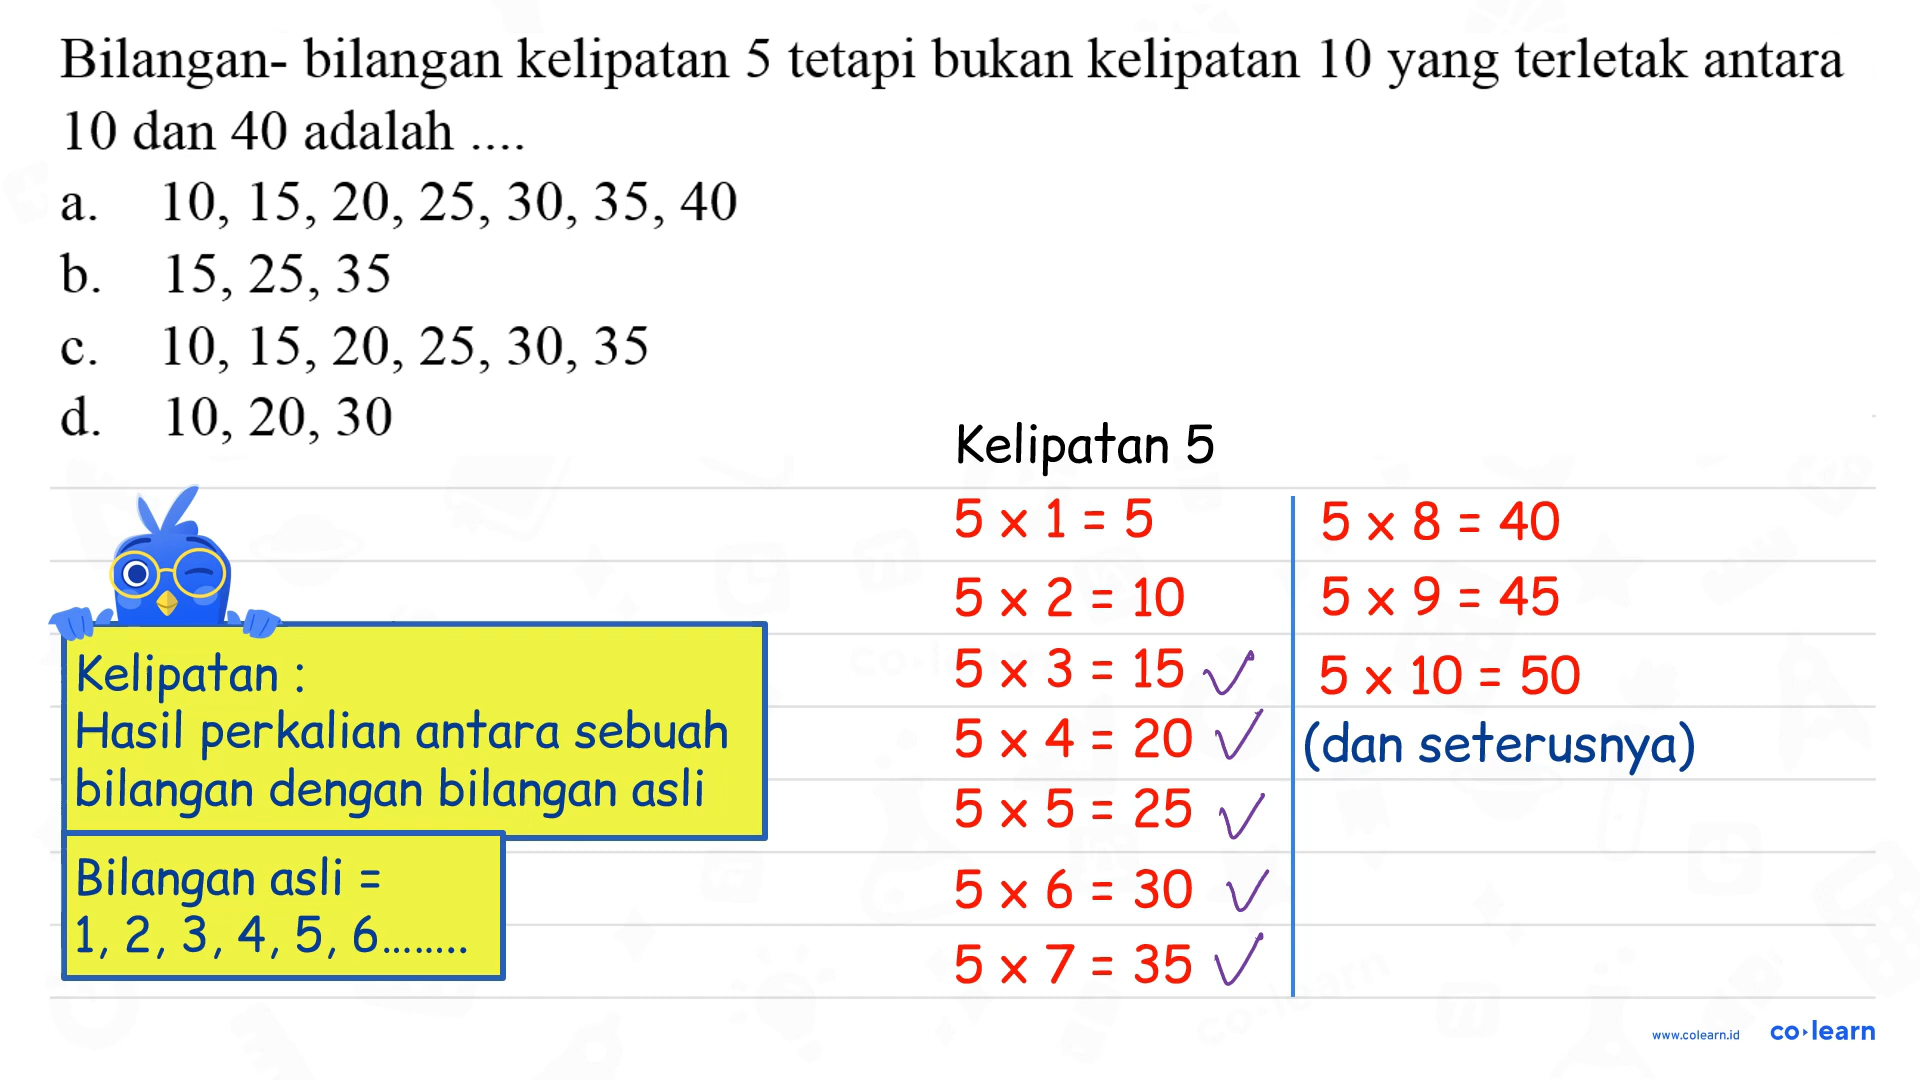 Bilangan- bilangan kelipatan 5 tetapi bukan kelipatan 10 yang terletak antara
10 dan 40 adalah ....
a. 10, 15, 20, 25, 30, 35, 40
b. 15, 25, 35
c. 10, 15, 20, 25, 30, 35
d. 10, 20, 30
Kelipatan :
Hasil perkalian antara sebuah
bilangan dengan bilangan asli
Bilangan asli =
1, 2, 3, 4, 5, 6........
Kelipatan 5
5 x 1 = 5
5 x 2 = 10
5 x 3 = 15 ✓
5 x 4 = 20 ✓
5 x 5 = 25 ✓
5 x 6 = 30 ✓
5 x 7 = 35 ✓
5 x 8 = 40
5 x 9 = 45
5 x 10 = 50
(dan seterusnya)
www.colearn.id
co·learn